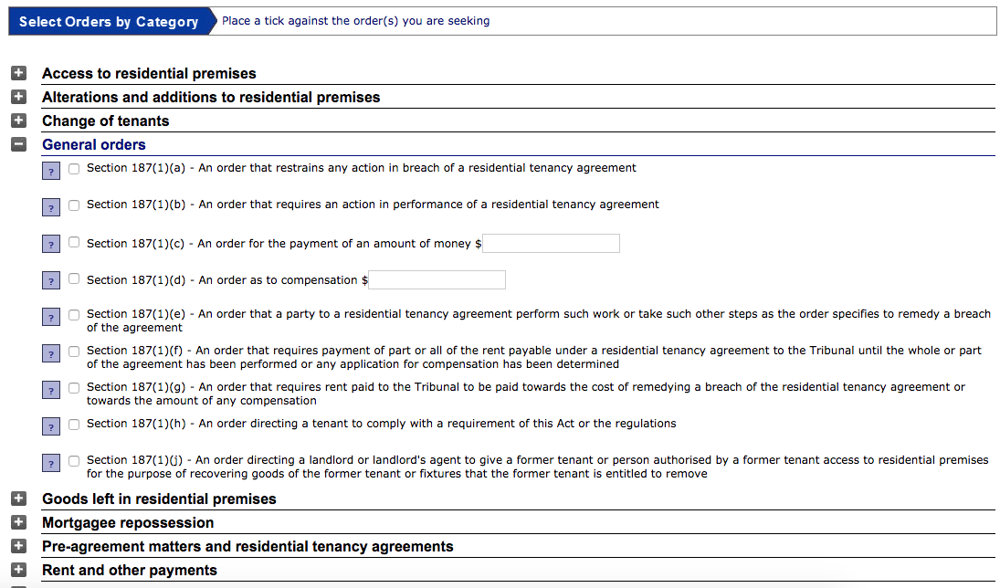 Select Orders by Category
Place a tick against the order(s) you are seeking
Access to residential premises
Alterations and additions to residential premises
Change of tenants
General orders
? Section 187(1)(a) - An order that restrains any action in breach of a residential tenancy agreement
? Section 187(1)(b) - An order that requires an action in performance of a residential tenancy agreement
? Section 187(1)(c) - An order for the payment of an amount of money $
? Section 187(1)(d) - An order as to compensation $
? Section 187(1)(e) - An order that a party to a residential tenancy agreement perform such work or take such other steps as the order specifies to remedy a breach
of the agreement
? Section 187(1)(f) - An order that requires payment of part or all of the rent payable under a residential tenancy agreement to the Tribunal until the whole or part
of the agreement has been performed or any application for compensation has been determined
? Section 187(1)(g) - An order that requires rent paid to the Tribunal to be paid towards the cost of remedying a breach of the residential tenancy agreement or
towards the amount of any compensation
? Section 187(1)(h) - An order directing a tenant to comply with a requirement of this Act or the regulations
? Section 187(1)(j) - An order directing a landlord or landlord's agent to give a former tenant or person authorised by a former tenant access to residential premises
for the purpose of recovering goods of the former tenant or fixtures that the former tenant is entitled to remove
Goods left in residential premises
Mortgagee repossession
Pre-agreement matters and residential tenancy agreements
Rent and other payments